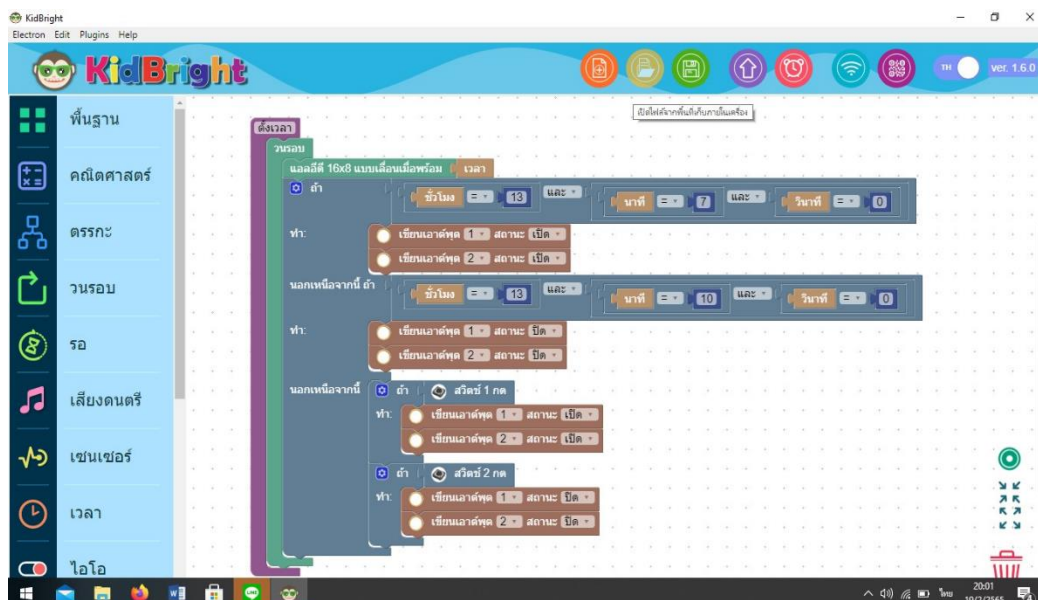 KidBright
Electron Edit Plugins Help
KidBright
TH
ver. 1.6.0
เปิดไฟล์จากพื้นที่เก็บภายในเครื่อง
พื้นฐาน
คณิตศาสตร์
ตรรกะ
วนรอบ
รอ
เสียงดนตรี
เซนเซอร์
เวลา
ไอโอ
ตั้งเวลา
วนรอบ
แอลอีดี 16x8 แบบเลื่อนเมื่อพร้อม เวลา
ถ้า ชั่วโมง = 13 และ นาที = 7 และ วินาที = 0
ทำ: เขียนเอาต์พุต 1 สถานะ เปิด
เขียนเอาต์พุต 2 สถานะ เปิด
นอกเหนือจากนี้ ถ้า ชั่วโมง = 13 และ นาที = 10 และ วินาที = 0
ทำ: เขียนเอาต์พุต 1 สถานะ ปิด
เขียนเอาต์พุต 2 สถานะ ปิด
นอกเหนือจากนี้ ถ้า สวิตช์ 1 กด
ทำ: เขียนเอาต์พุต 1 สถานะ เปิด
เขียนเอาต์พุต 2 สถานะ เปิด
ถ้า สวิตช์ 2 กด
ทำ: เขียนเอาต์พุต 1 สถานะ ปิด
เขียนเอาต์พุต 2 สถานะ ปิด
ไทย
20:01
19/2/2565